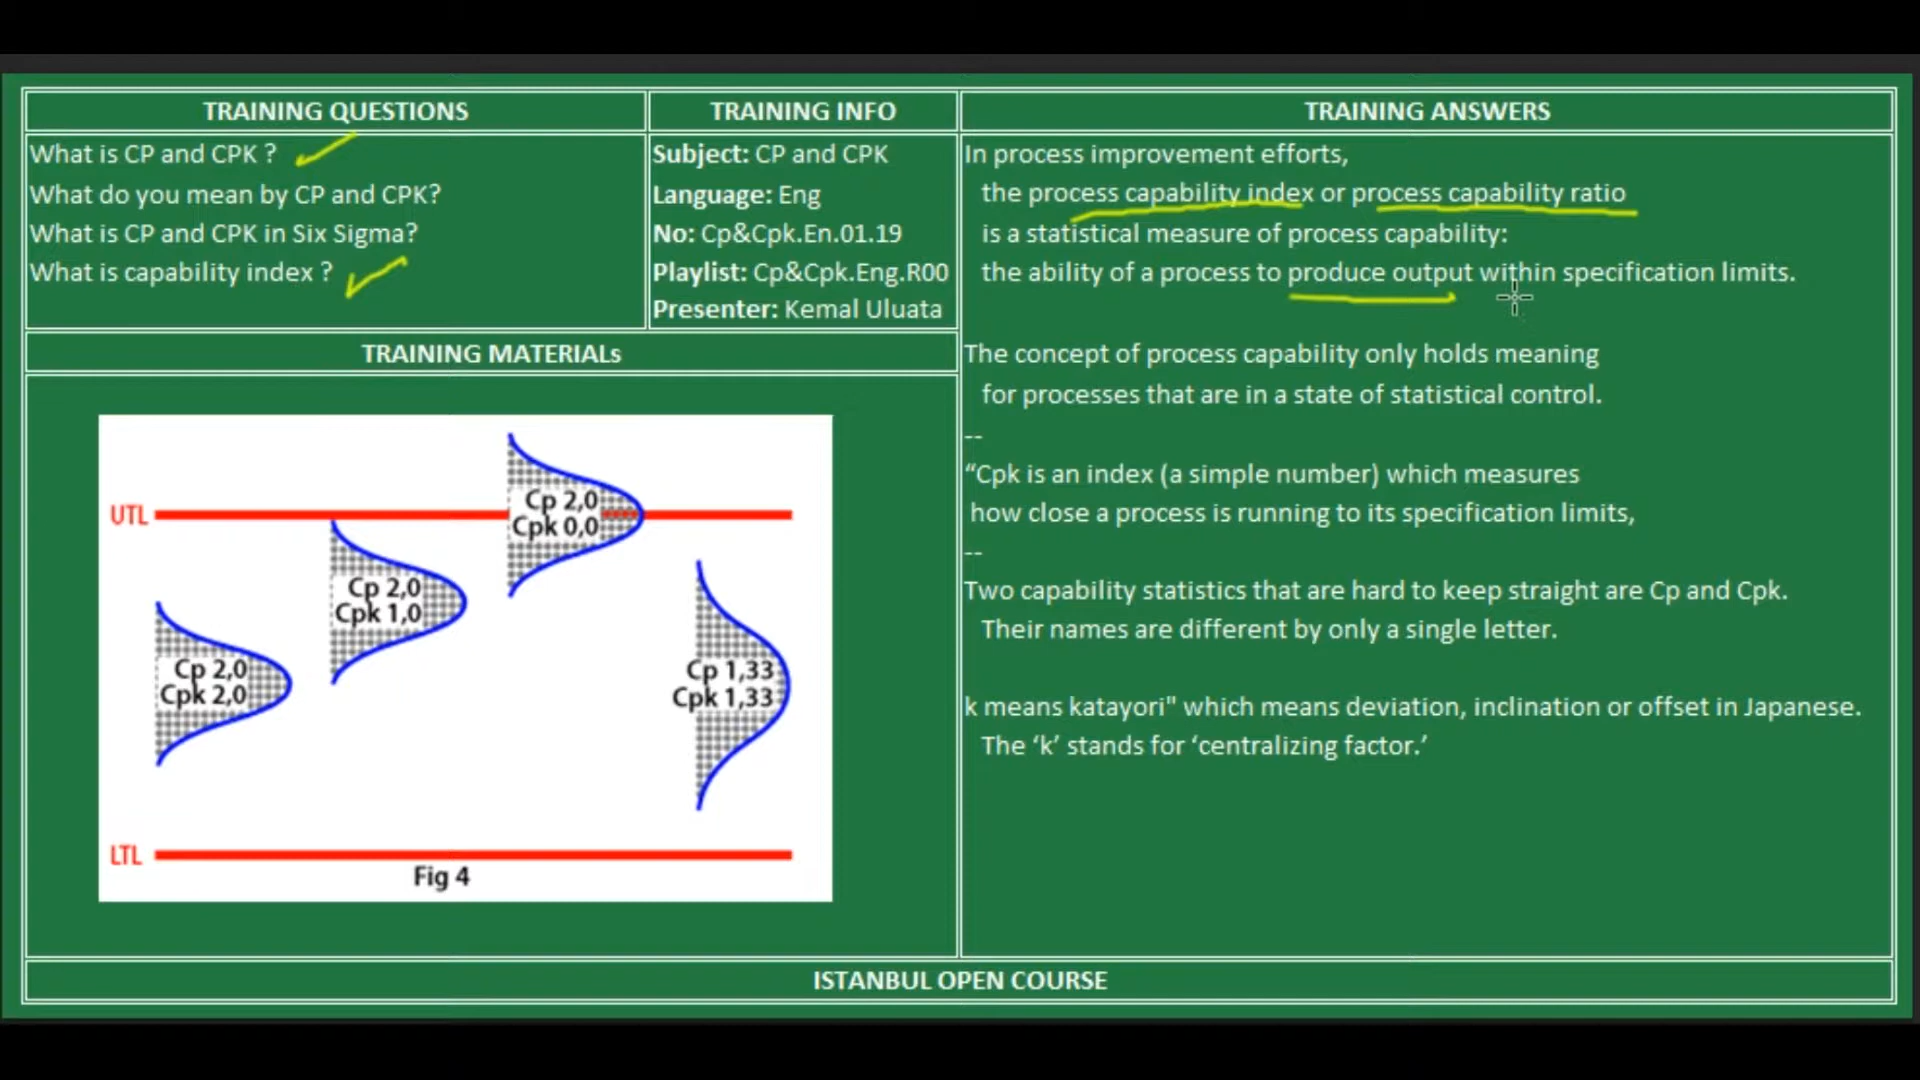 TRAINING QUESTIONS
What is CP and CPK ?
What do you mean by CP and CPK?
What is CP and CPK in Six Sigma?
What is capability index ?
TRAINING INFO
Subject: CP and CPK
Language: Eng
No: Cp&Cpk.En.01.19
Playlist: Cp&Cpk.Eng.R00
Presenter: Kemal Uluata
TRAINING ANSWERS
In process improvement efforts,
the process capability index or process capability ratio
is a statistical measure of process capability:
the ability of a process to produce output within specification limits.
The concept of process capability only holds meaning
for processes that are in a state of statistical control.
--
“Cpk is an index (a simple number) which measures
how close a process is running to its specification limits,
--
Two capability statistics that are hard to keep straight are Cp and Cpk.
Their names are different by only a single letter.
k means katayori" which means deviation, inclination or offset in Japanese.
The ‘k’ stands for ‘centralizing factor.’
TRAINING MATERIALs
UTL
Cp 2,0
Cpk 0,0
Cp 2,0
Cpk 1,0
Cp 2,0
Cpk 2,0
Cp 1,33
Cpk 1,33
LTL
Fig 4
ISTANBUL OPEN COURSE